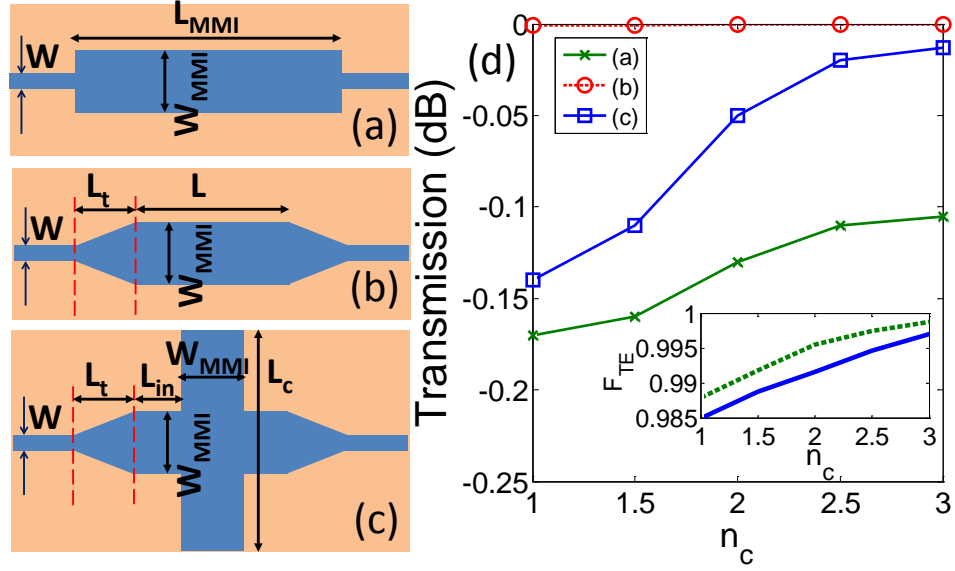 L_MMI
W
W_MMI
(a)
L_t
L
W
W_MMI
(b)
W_MMI
L_t
L_in
L_c
W
W_MMI
(c)
Transmission (dB)
0
-0.05
-0.1
-0.15
-0.2
-0.25
(d)
(a)
(b)
(c)
1
0.995
0.99
0.985
F_TE
1 1.5 2 2.5 3
n_c
1 1.5 2 2.5 3
n_c